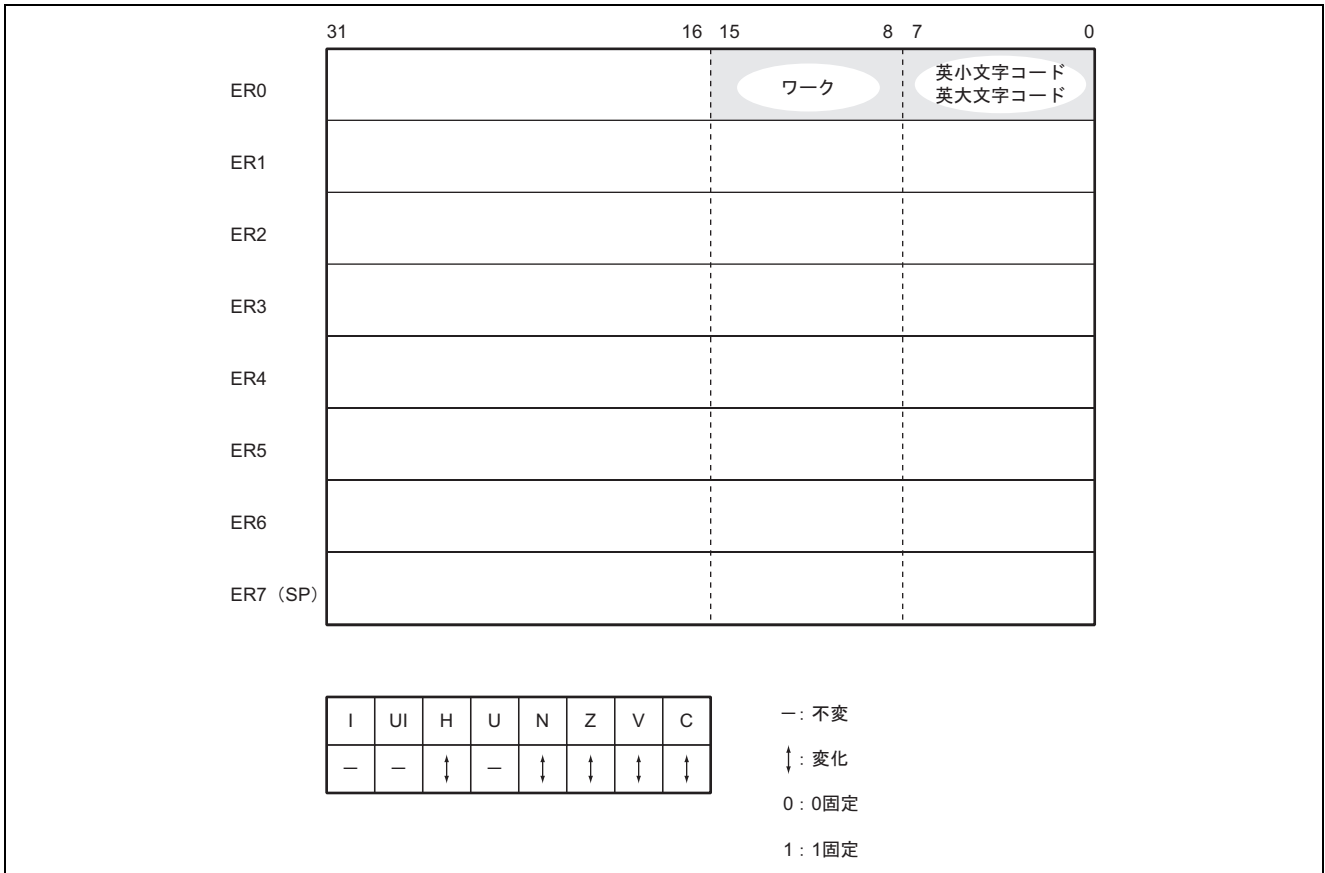 31 16 15 8 7 0
ER0 ワーク 英小文字コード
英大文字コード
ER1
ER2
ER3
ER4
ER5
ER6
ER7（SP）
I UI H U N Z V C
－ － ↕ － ↕ ↕ ↕ ↕
－: 不変
↕: 変化
0 : 0固定
1 : 1固定